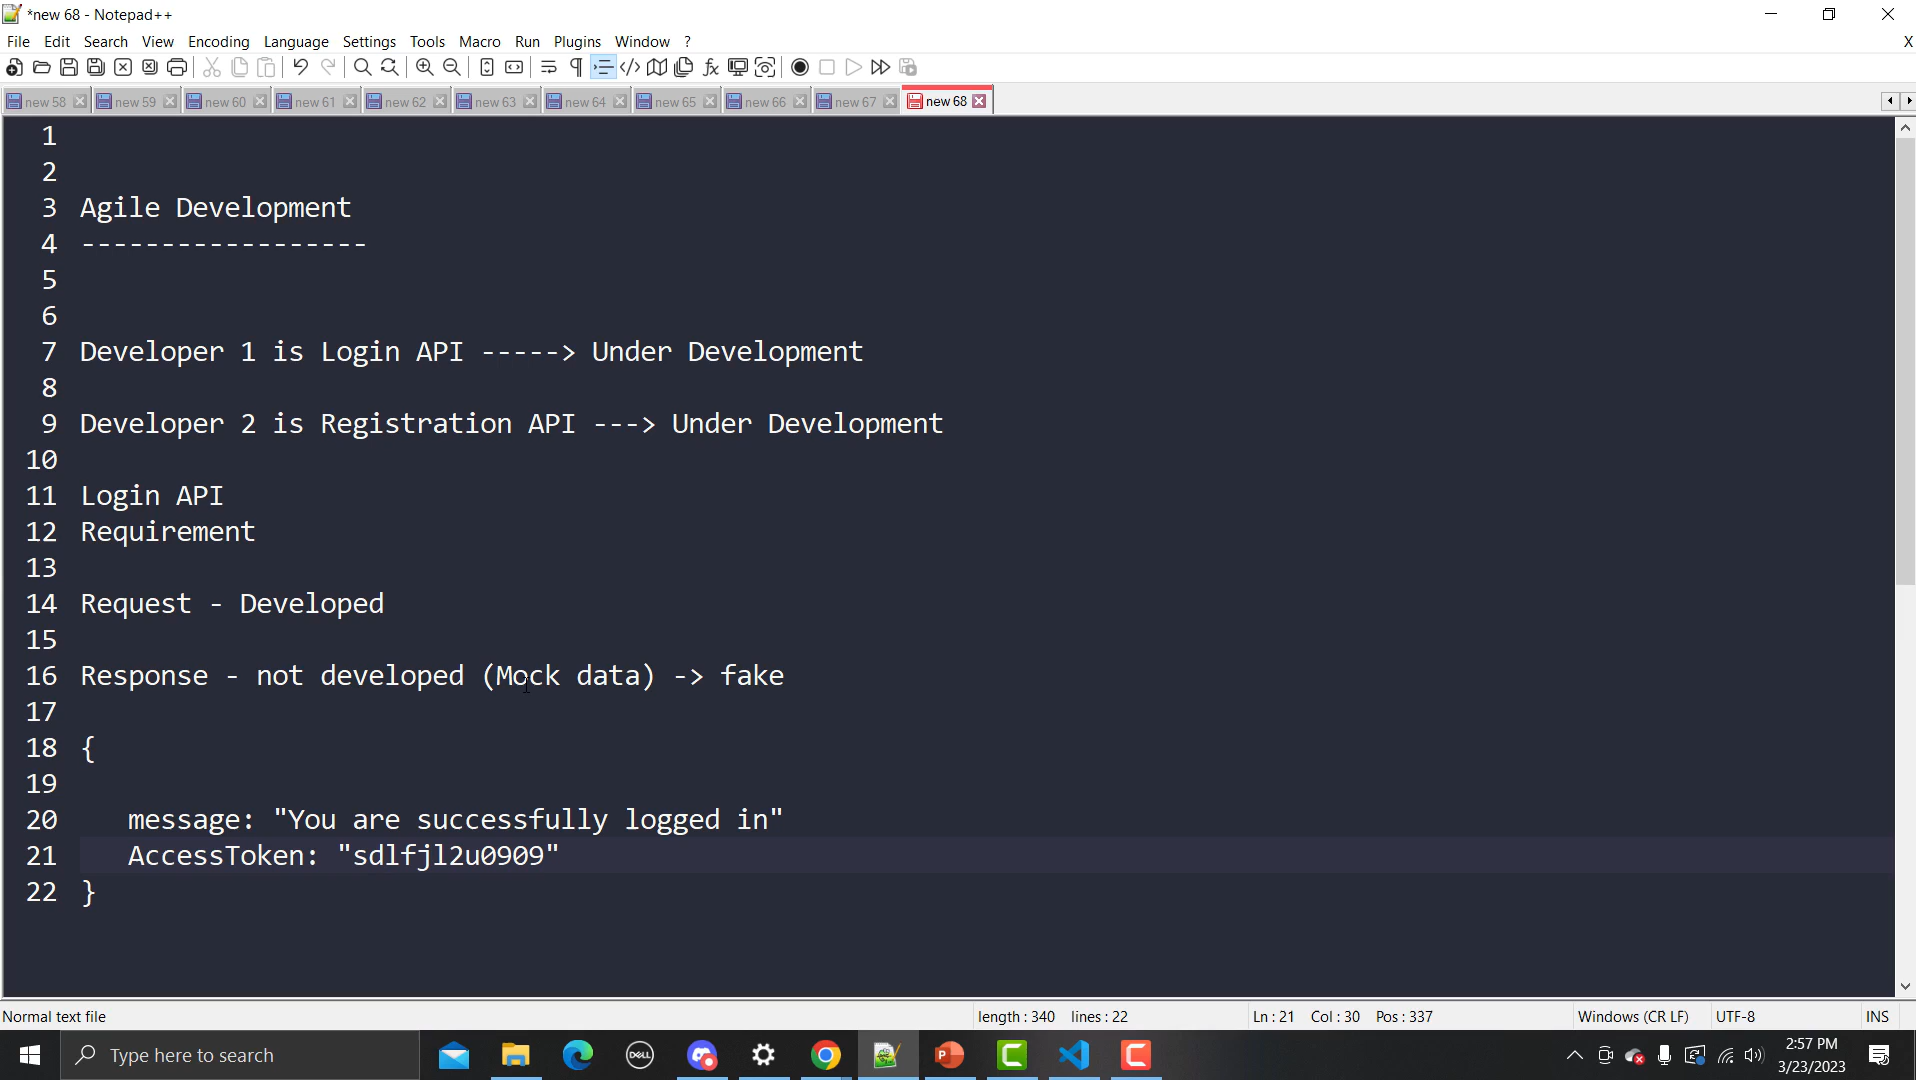 *new 68 - Notepad++
File Edit Search View Encoding Language Settings Tools Macro Run Plugins Window ? X
new 58 new 59 new 60 new 61 new 62 new 63 new 64 new 65 new 66 new 67 new 68
1
2
3 Agile Development
4 ------------------
5
6
7 Developer 1 is Login API -----> Under Development
8
9 Developer 2 is Registration API ---> Under Development
10
11 Login API
12 Requirement
13
14 Request - Developed
15
16 Response - not developed (Mock data) -> fake
17
18 {
19
20 message: "You are successfully logged in"
21 AccessToken: "sdlfjl2u0909"
22 }
Normal text file length : 340 lines : 22 Ln : 21 Col : 30 Pos : 337 Windows (CR LF) UTF-8 INS
Type here to search DELL 2:57 PM
3/23/2023